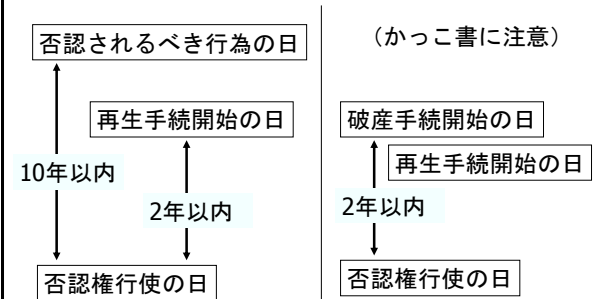 否認されるべき行為の日
再生手続開始の日
10年以内
2年以内
否認権行使の日
（かっこ書に注意）
破産手続開始の日
再生手続開始の日
2年以内
否認権行使の日